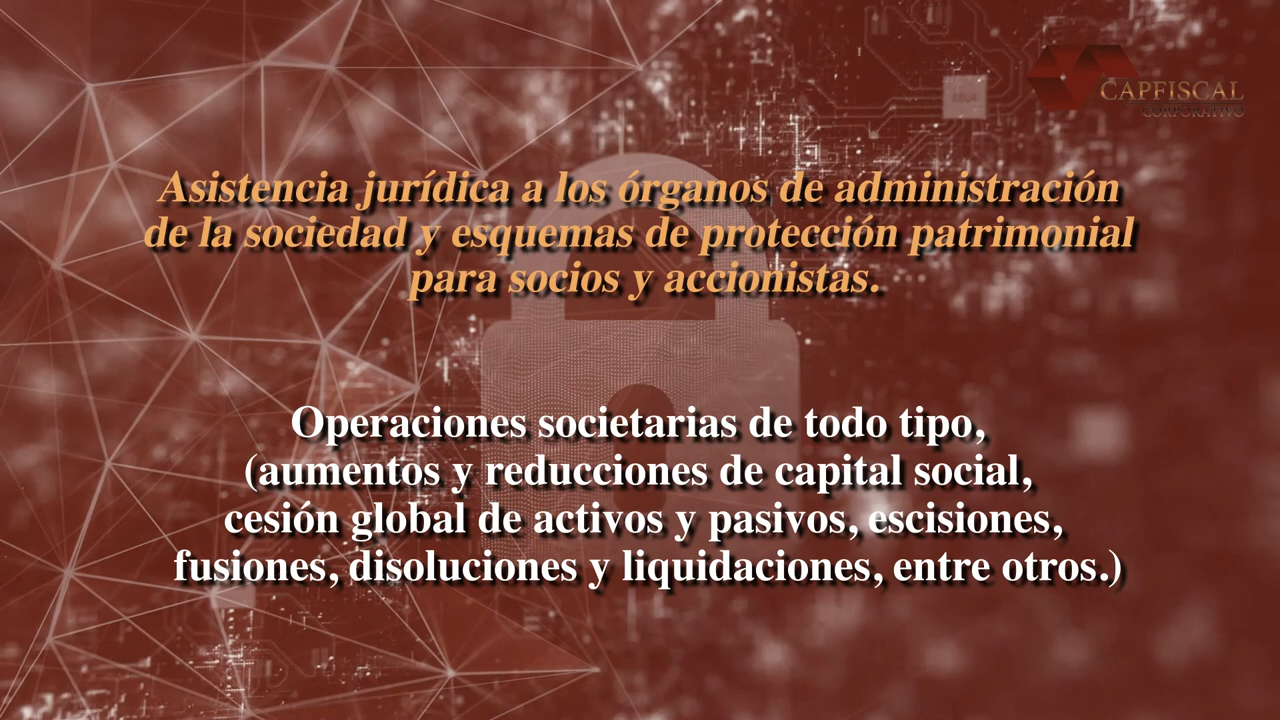 CAPFISCAL
CORPORATIVO
Asistencia jurídica a los órganos de administración
de la sociedad y esquemas de protección patrimonial
para socios y accionistas.
Operaciones societarias de todo tipo,
(aumentos y reducciones de capital social,
cesión global de activos y pasivos, escisiones,
fusiones, disoluciones y liquidaciones, entre otros.)